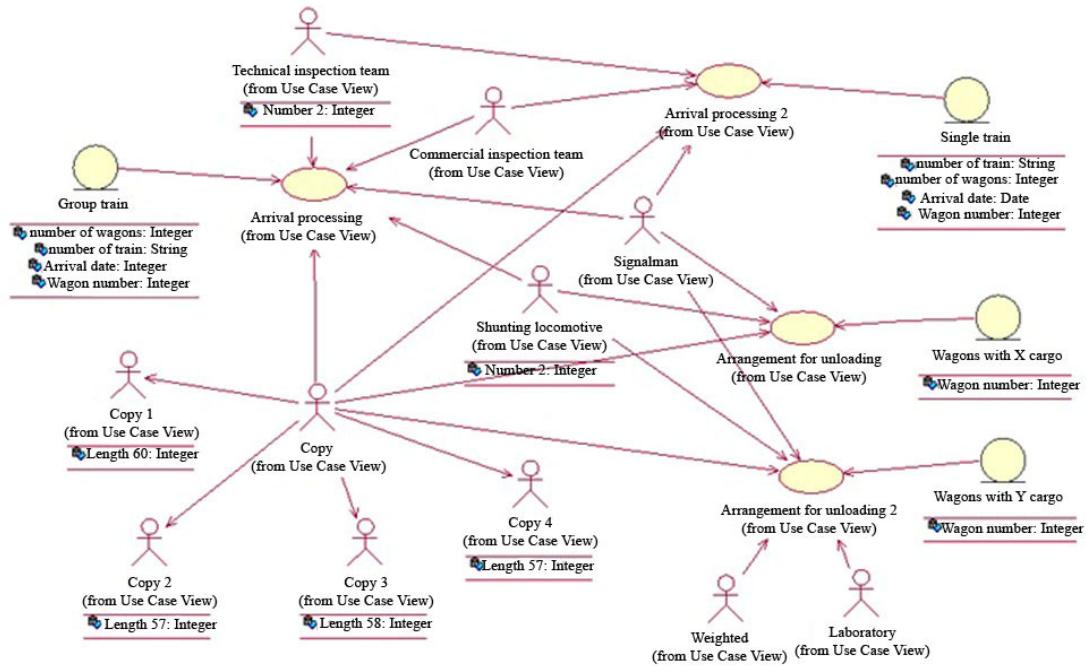 Technical inspection team
(from Use Case View)
Number 2: Integer
Arrival processing 2
(from Use Case View)
Single train
number of train: String
number of wagons: Integer
Arrival date: Date
Wagon number: Integer
Commercial inspection team
(from Use Case View)
Group train
number of wagons: Integer
number of train: String
Arrival date: Integer
Wagon number: Integer
Arrival processing
(from Use Case View)
Signalman
(from Use Case View)
Shunting locomotive
(from Use Case View)
Number 2: Integer
Arrangement for unloading
(from Use Case View)
Wagons with X cargo
Wagon number: Integer
Copy 1
(from Use Case View)
Length 60: Integer
Copy
(from Use Case View)
Copy 4
(from Use Case View)
Length 57: Integer
Arrangement for unloading 2
(from Use Case View)
Wagons with Y cargo
Wagon number: Integer
Copy 2
(from Use Case View)
Length 57: Integer
Copy 3
(from Use Case View)
Length 58: Integer
Weighted
(from Use Case View)
Laboratory
(from Use Case View)